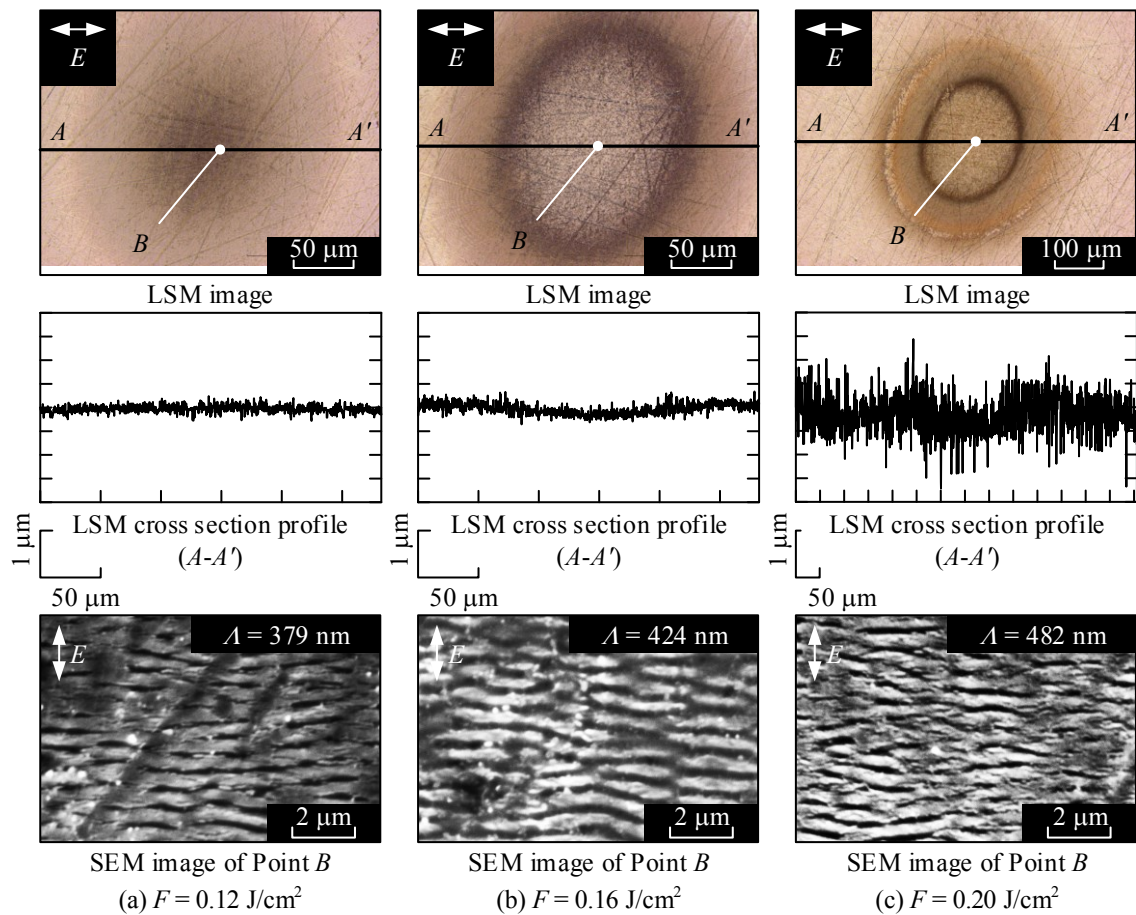 E
A
A'
B
50 μm
LSM image
E
A
A'
B
50 μm
LSM image
E
A
A'
B
100 μm
LSM image
1 μm
50 μm
LSM cross section profile
(A-A')
1 μm
50 μm
LSM cross section profile
(A-A')
1 μm
50 μm
LSM cross section profile
(A-A')
E
Λ = 379 nm
2 μm
SEM image of Point B
(a) F = 0.12 J/cm²
E
Λ = 424 nm
2 μm
SEM image of Point B
(b) F = 0.16 J/cm²
E
Λ = 482 nm
2 μm
SEM image of Point B
(c) F = 0.20 J/cm²